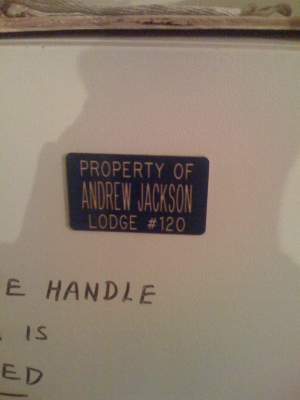 PROPERTY OF
ANDREW JACKSON
LODGE #120
E HANDLE
IS
ED